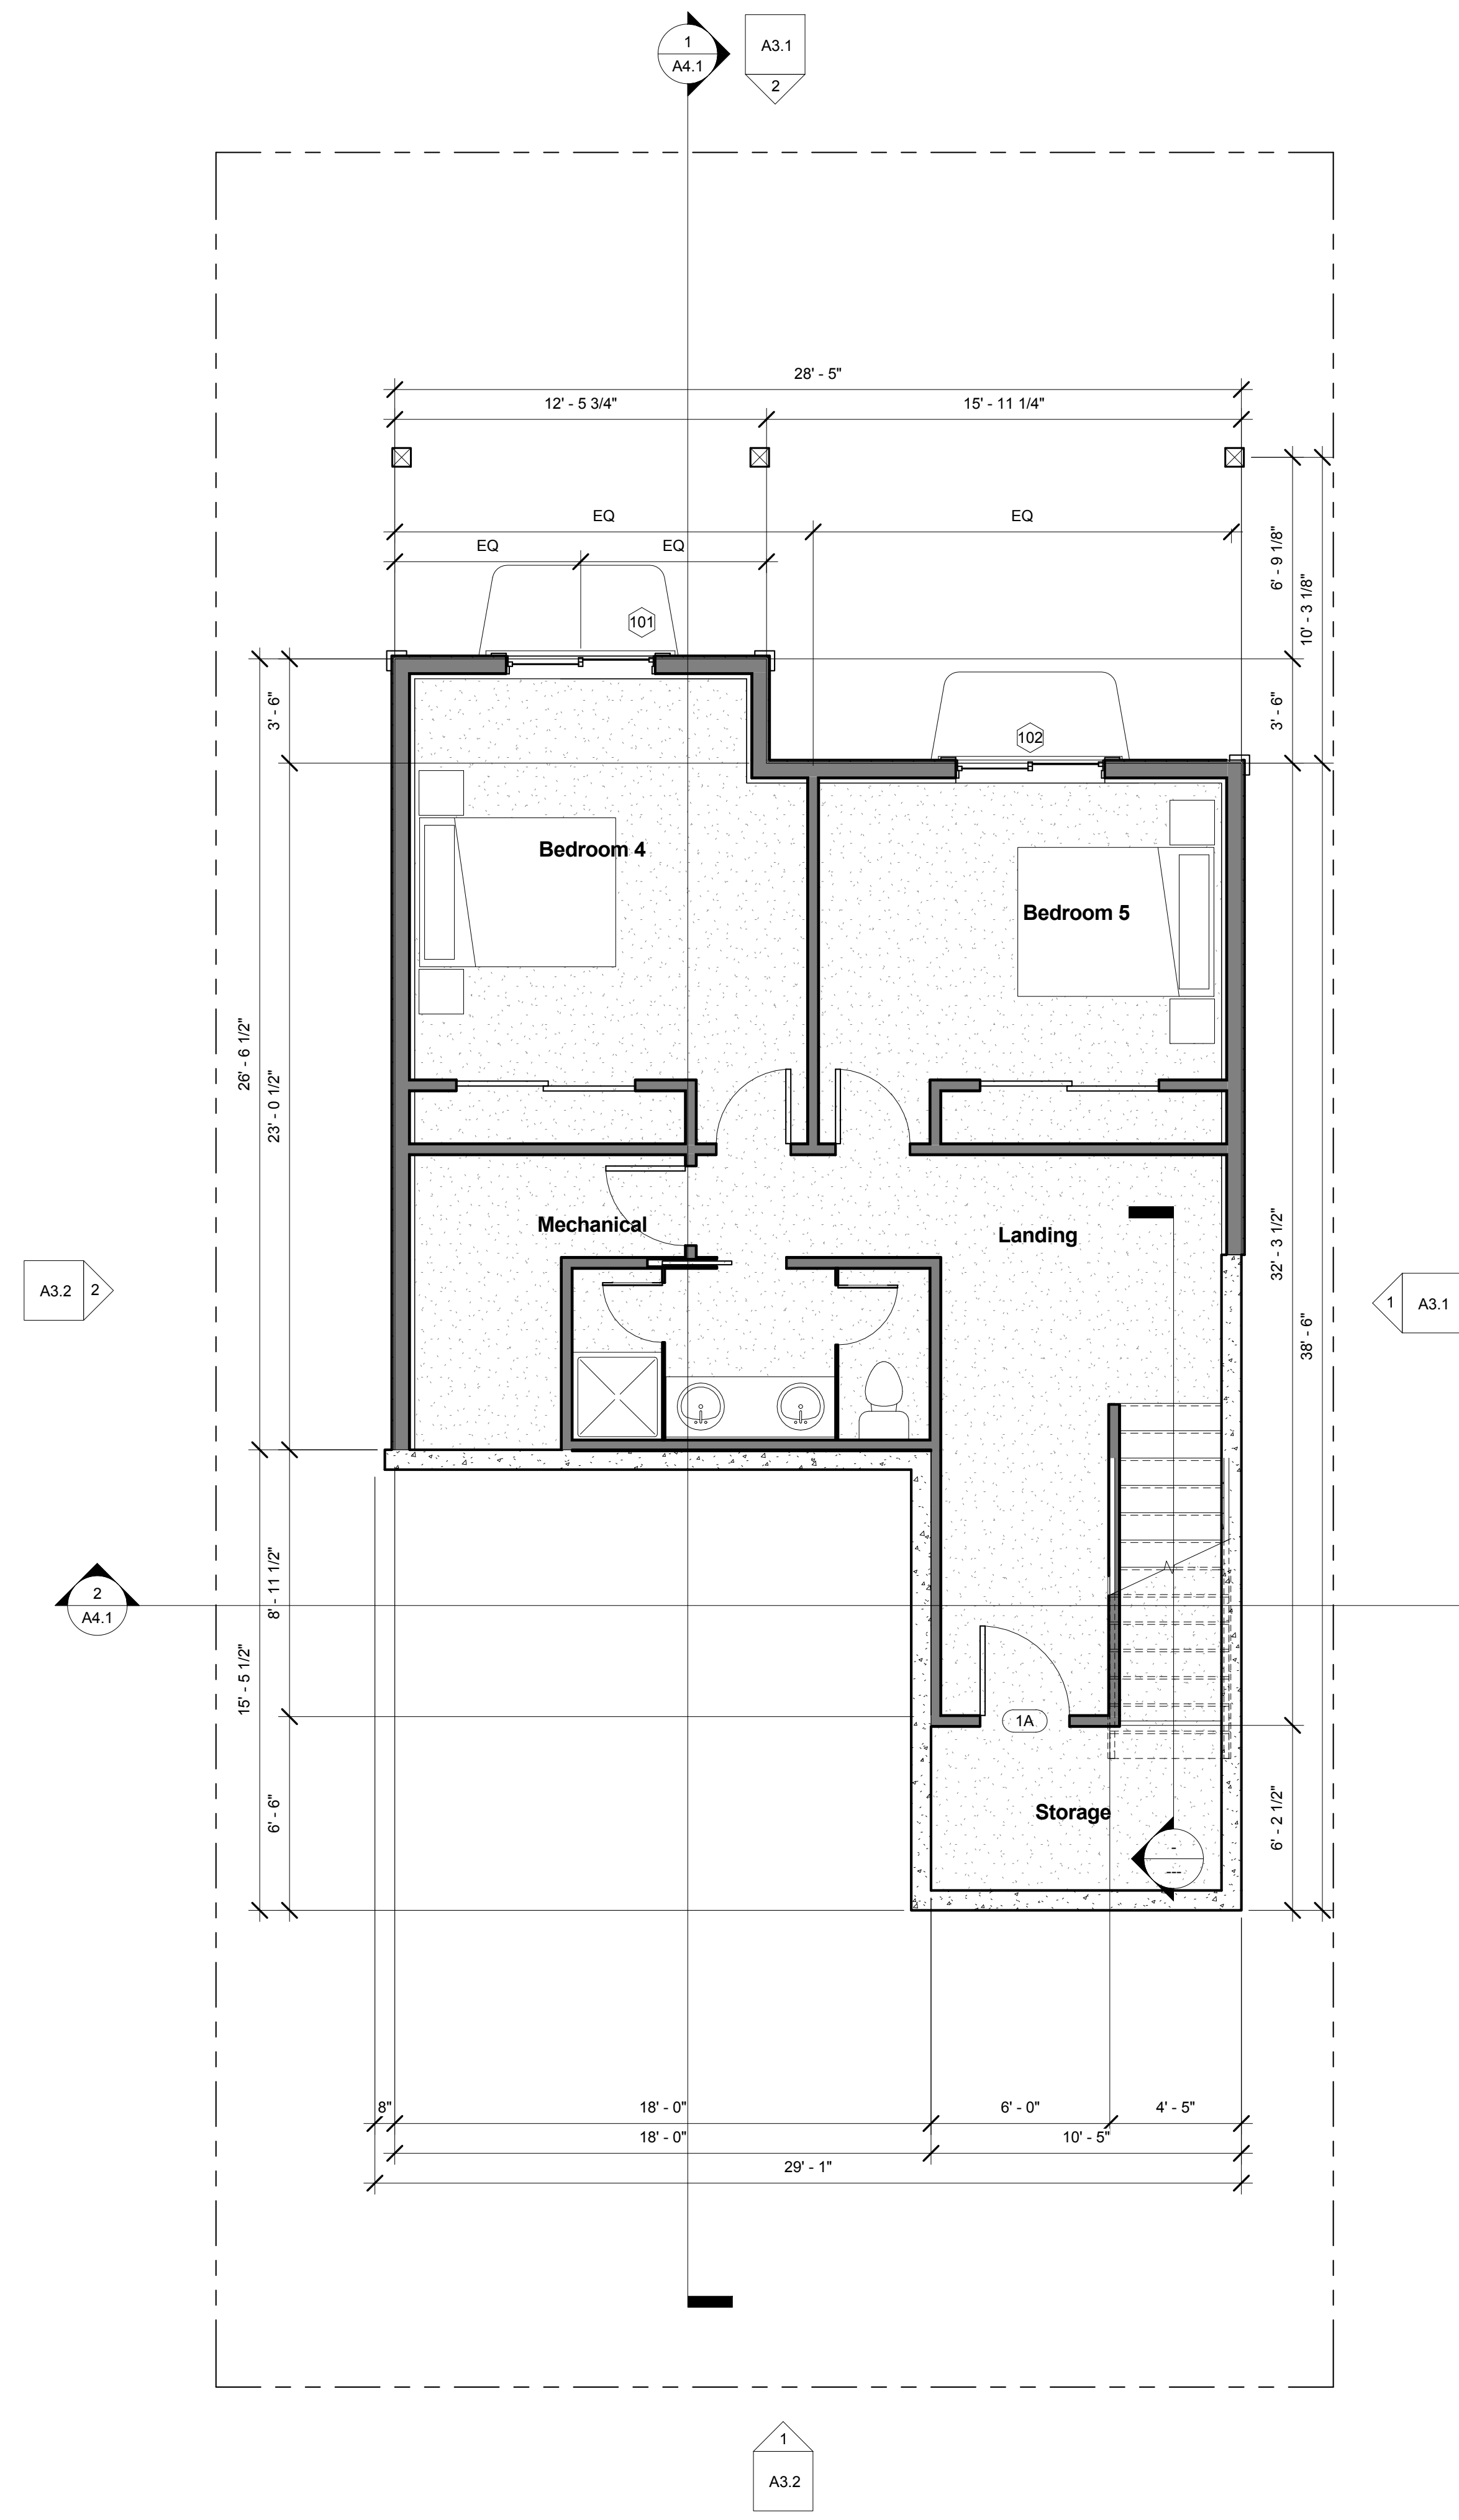 1
A4.1
A3.1
2
28' - 5"
12' - 5 3/4"
15' - 11 1/4"
EQ
EQ
EQ
EQ
6' - 9 1/8"
10' - 3 1/8"
101
3' - 6"
3' - 6"
102
Bedroom 4
Bedroom 5
26' - 6 1/2"
23' - 0 1/2"
Mechanical
Landing
32' - 3 1/2"
38' - 6"
A3.2
2
1
A3.1
2
A4.1
8' - 11 1/2"
15' - 5 1/2"
1A
6' - 6"
Storage
6' - 2 1/2"
-
---
8"
18' - 0"
6' - 0"
4' - 5"
18' - 0"
10' - 5"
29' - 1"
1
A3.2